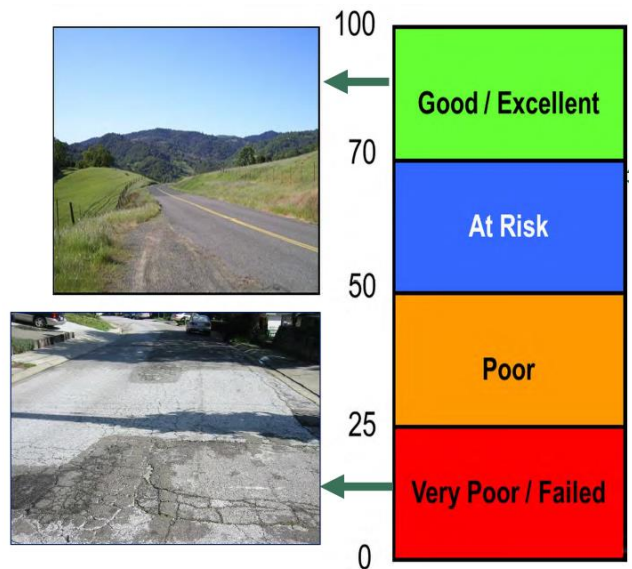 100
Good / Excellent
70
At Risk
50
Poor
25
Very Poor / Failed
0